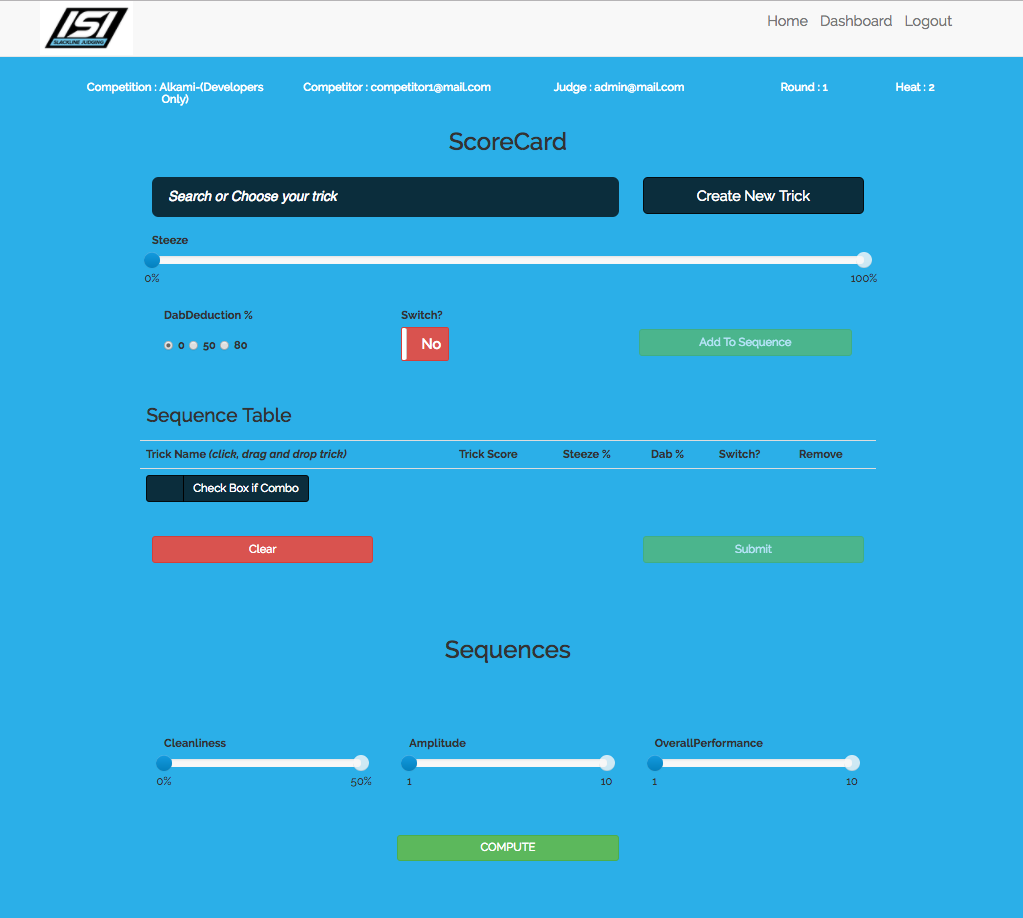 ISI
SLACKLINE JUDGING
Home Dashboard Logout
Competition : Alkami-(Developers
Only)
Competitor : competitor1@mail.com
Judge : admin@mail.com
Round : 1
Heat : 2
ScoreCard
Search or Choose your trick
Create New Trick
Steeze
0% 100%
DabDeduction %
0 50 80
Switch?
No
Add To Sequence
Sequence Table
Trick Name (click, drag and drop trick) Trick Score Steeze % Dab % Switch? Remove
Check Box if Combo
Clear Submit
Sequences
Cleanliness Amplitude OverallPerformance
0% 50% 1 10 1 10
COMPUTE